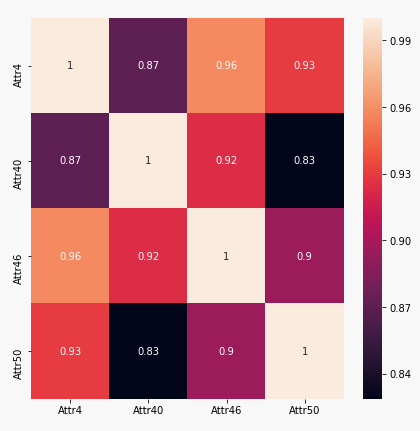 Attr4 1 0.87 0.96 0.93
Attr40 0.87 1 0.92 0.83
Attr46 0.96 0.92 1 0.9
Attr50 0.93 0.83 0.9 1
Attr4 Attr40 Attr46 Attr50
0.99
0.96
0.93
0.90
0.87
0.84